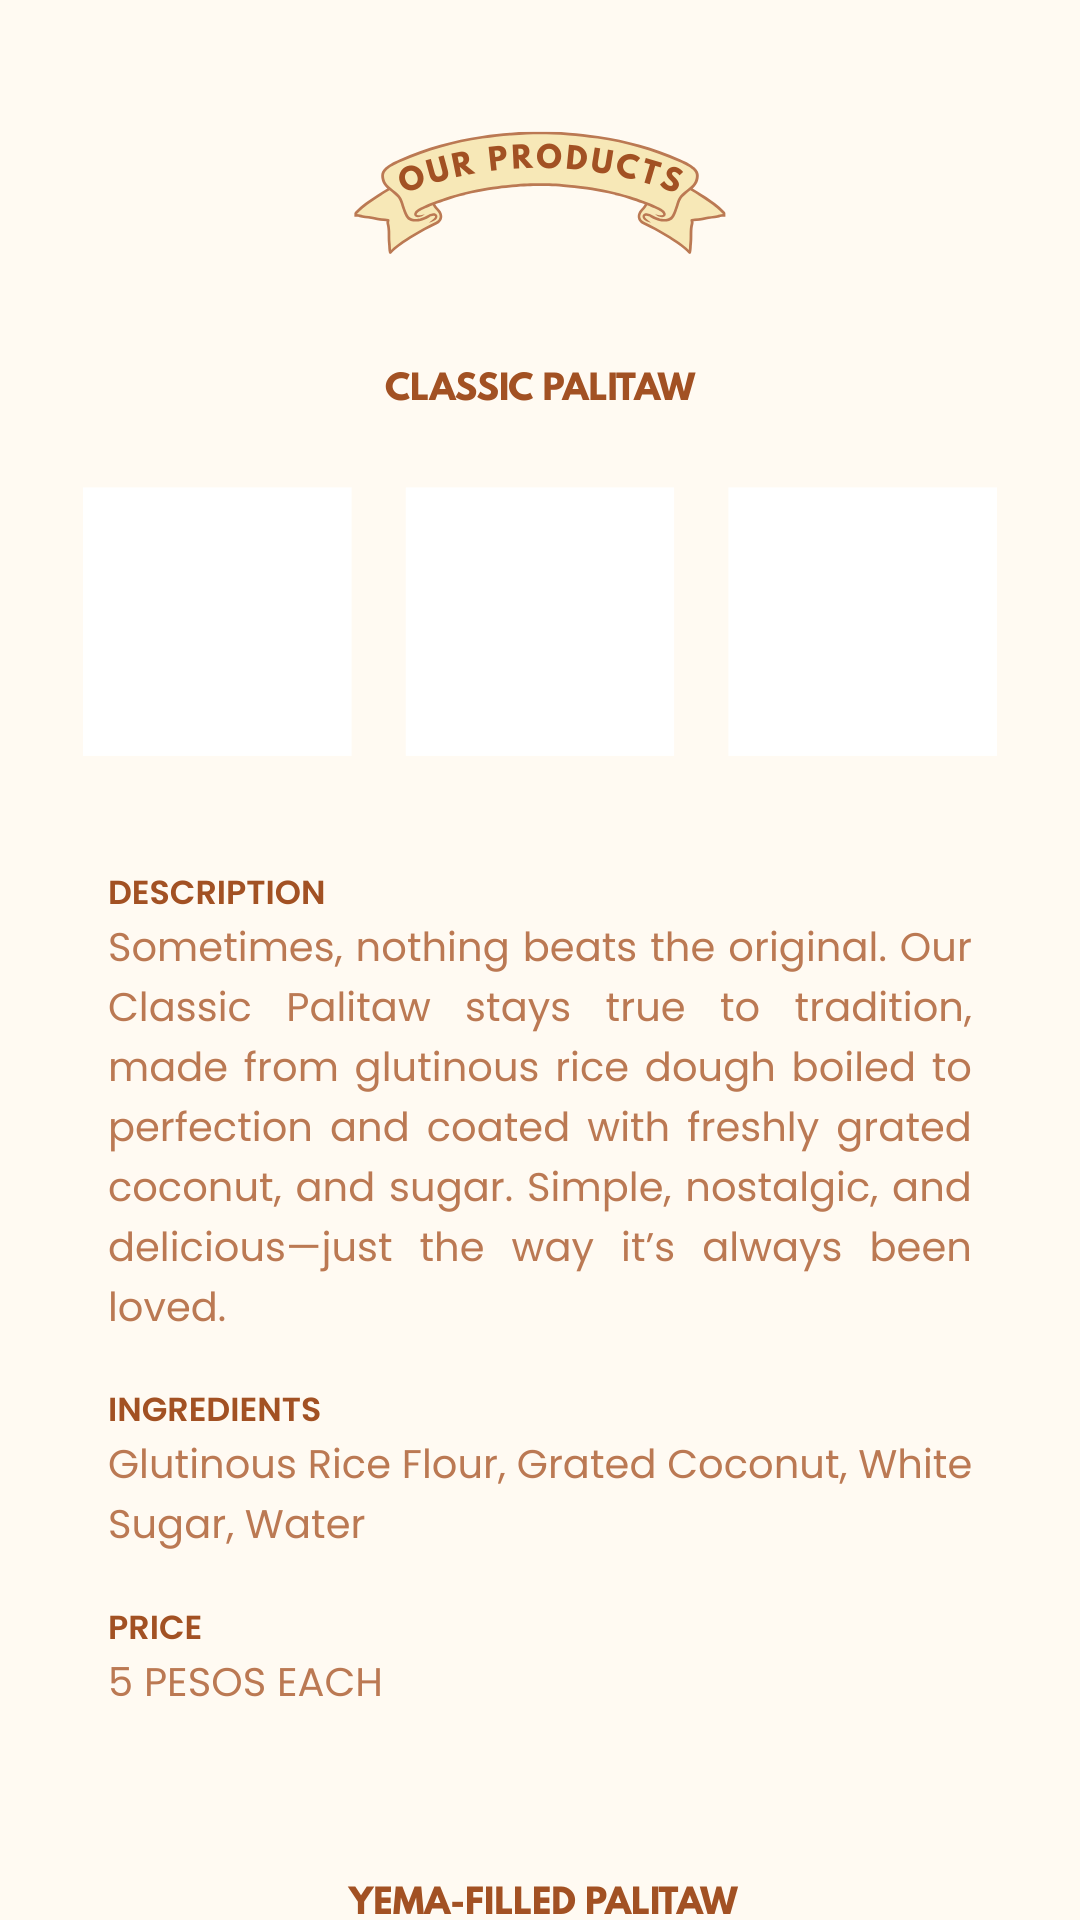 OUR PRODUCTS
CLASSIC PALITAW
DESCRIPTION
Sometimes, nothing beats the original. Our
Classic Palitaw stays true to tradition,
made from glutinous rice dough boiled to
perfection and coated with freshly grated
coconut, and sugar. Simple, nostalgic, and
delicious—just the way it’s always been
loved.
INGREDIENTS
Glutinous Rice Flour, Grated Coconut, White
Sugar, Water
PRICE
5 PESOS EACH
YEMA-FILLED PALITAW